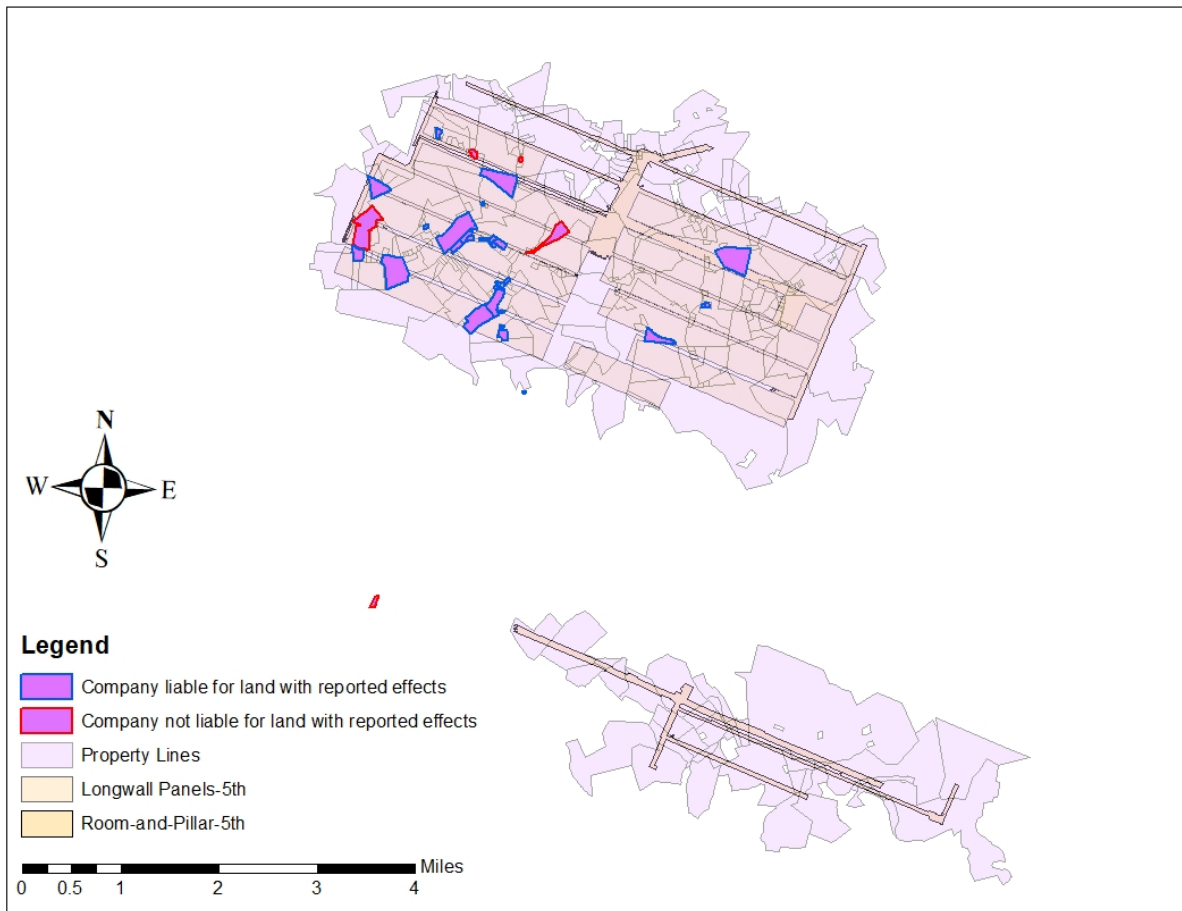 N
W E
S
Legend
Company liable for land with reported effects
Company not liable for land with reported effects
Property Lines
Longwall Panels-5th
Room-and-Pillar-5th
Miles
0 0.5 1 2 3 4